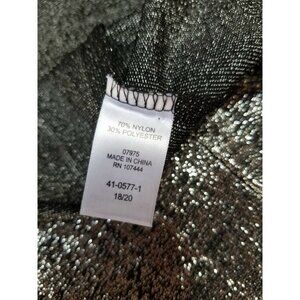 70% NYLON
30% POLYESTER
07975
MADE IN CHINA
RN 107444
41-0577-1
18/20